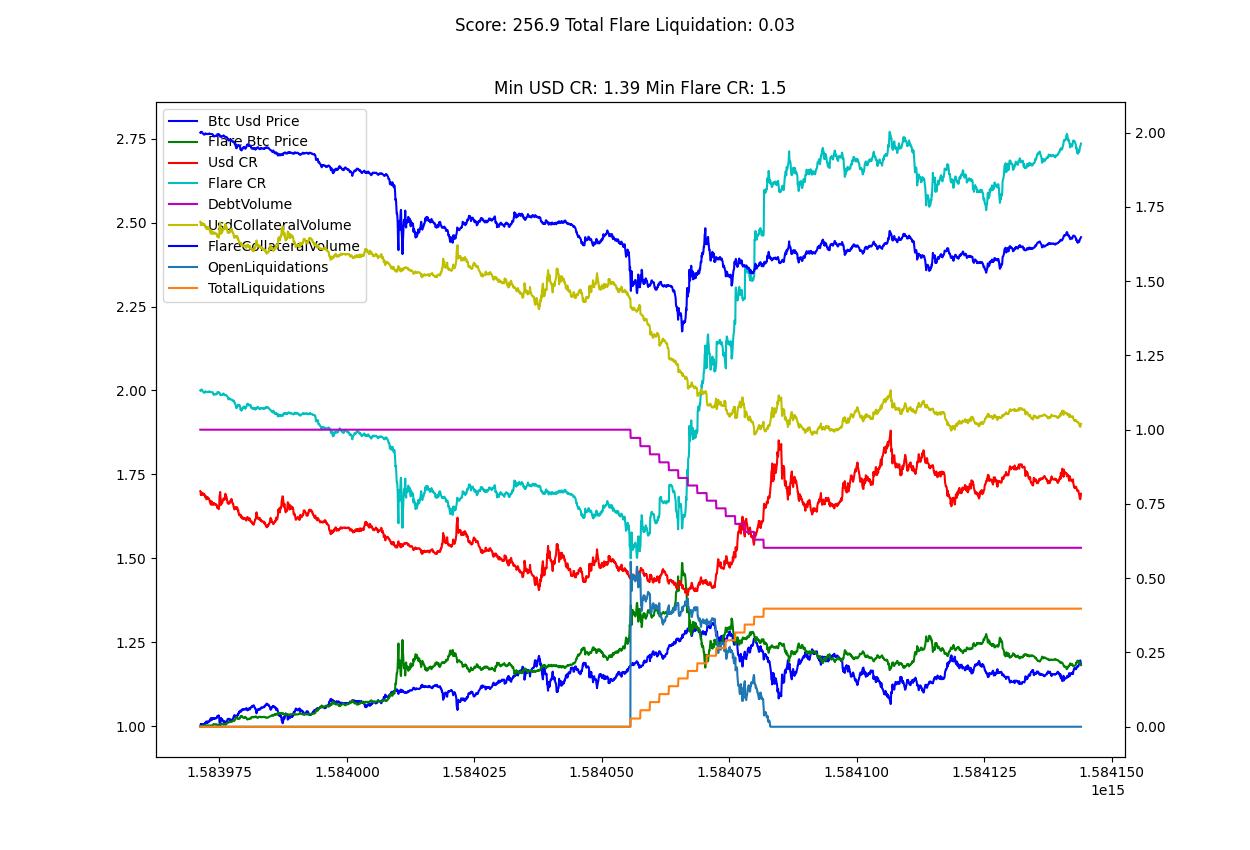 Score: 256.9 Total Flare Liquidation: 0.03
Min USD CR: 1.39 Min Flare CR: 1.5
Btc Usd Price
Flare Btc Price
Usd CR
Flare CR
DebtVolume
UsdCollateralVolume
FlareCollateralVolume
OpenLiquidations
TotalLiquidations
2.75
2.50
2.25
2.00
1.75
1.50
1.25
1.00
2.00
1.75
1.50
1.25
1.00
0.75
0.50
0.25
0.00
1.583975 1.584000 1.584025 1.584050 1.584075 1.584100 1.584125 1.584150
1e15